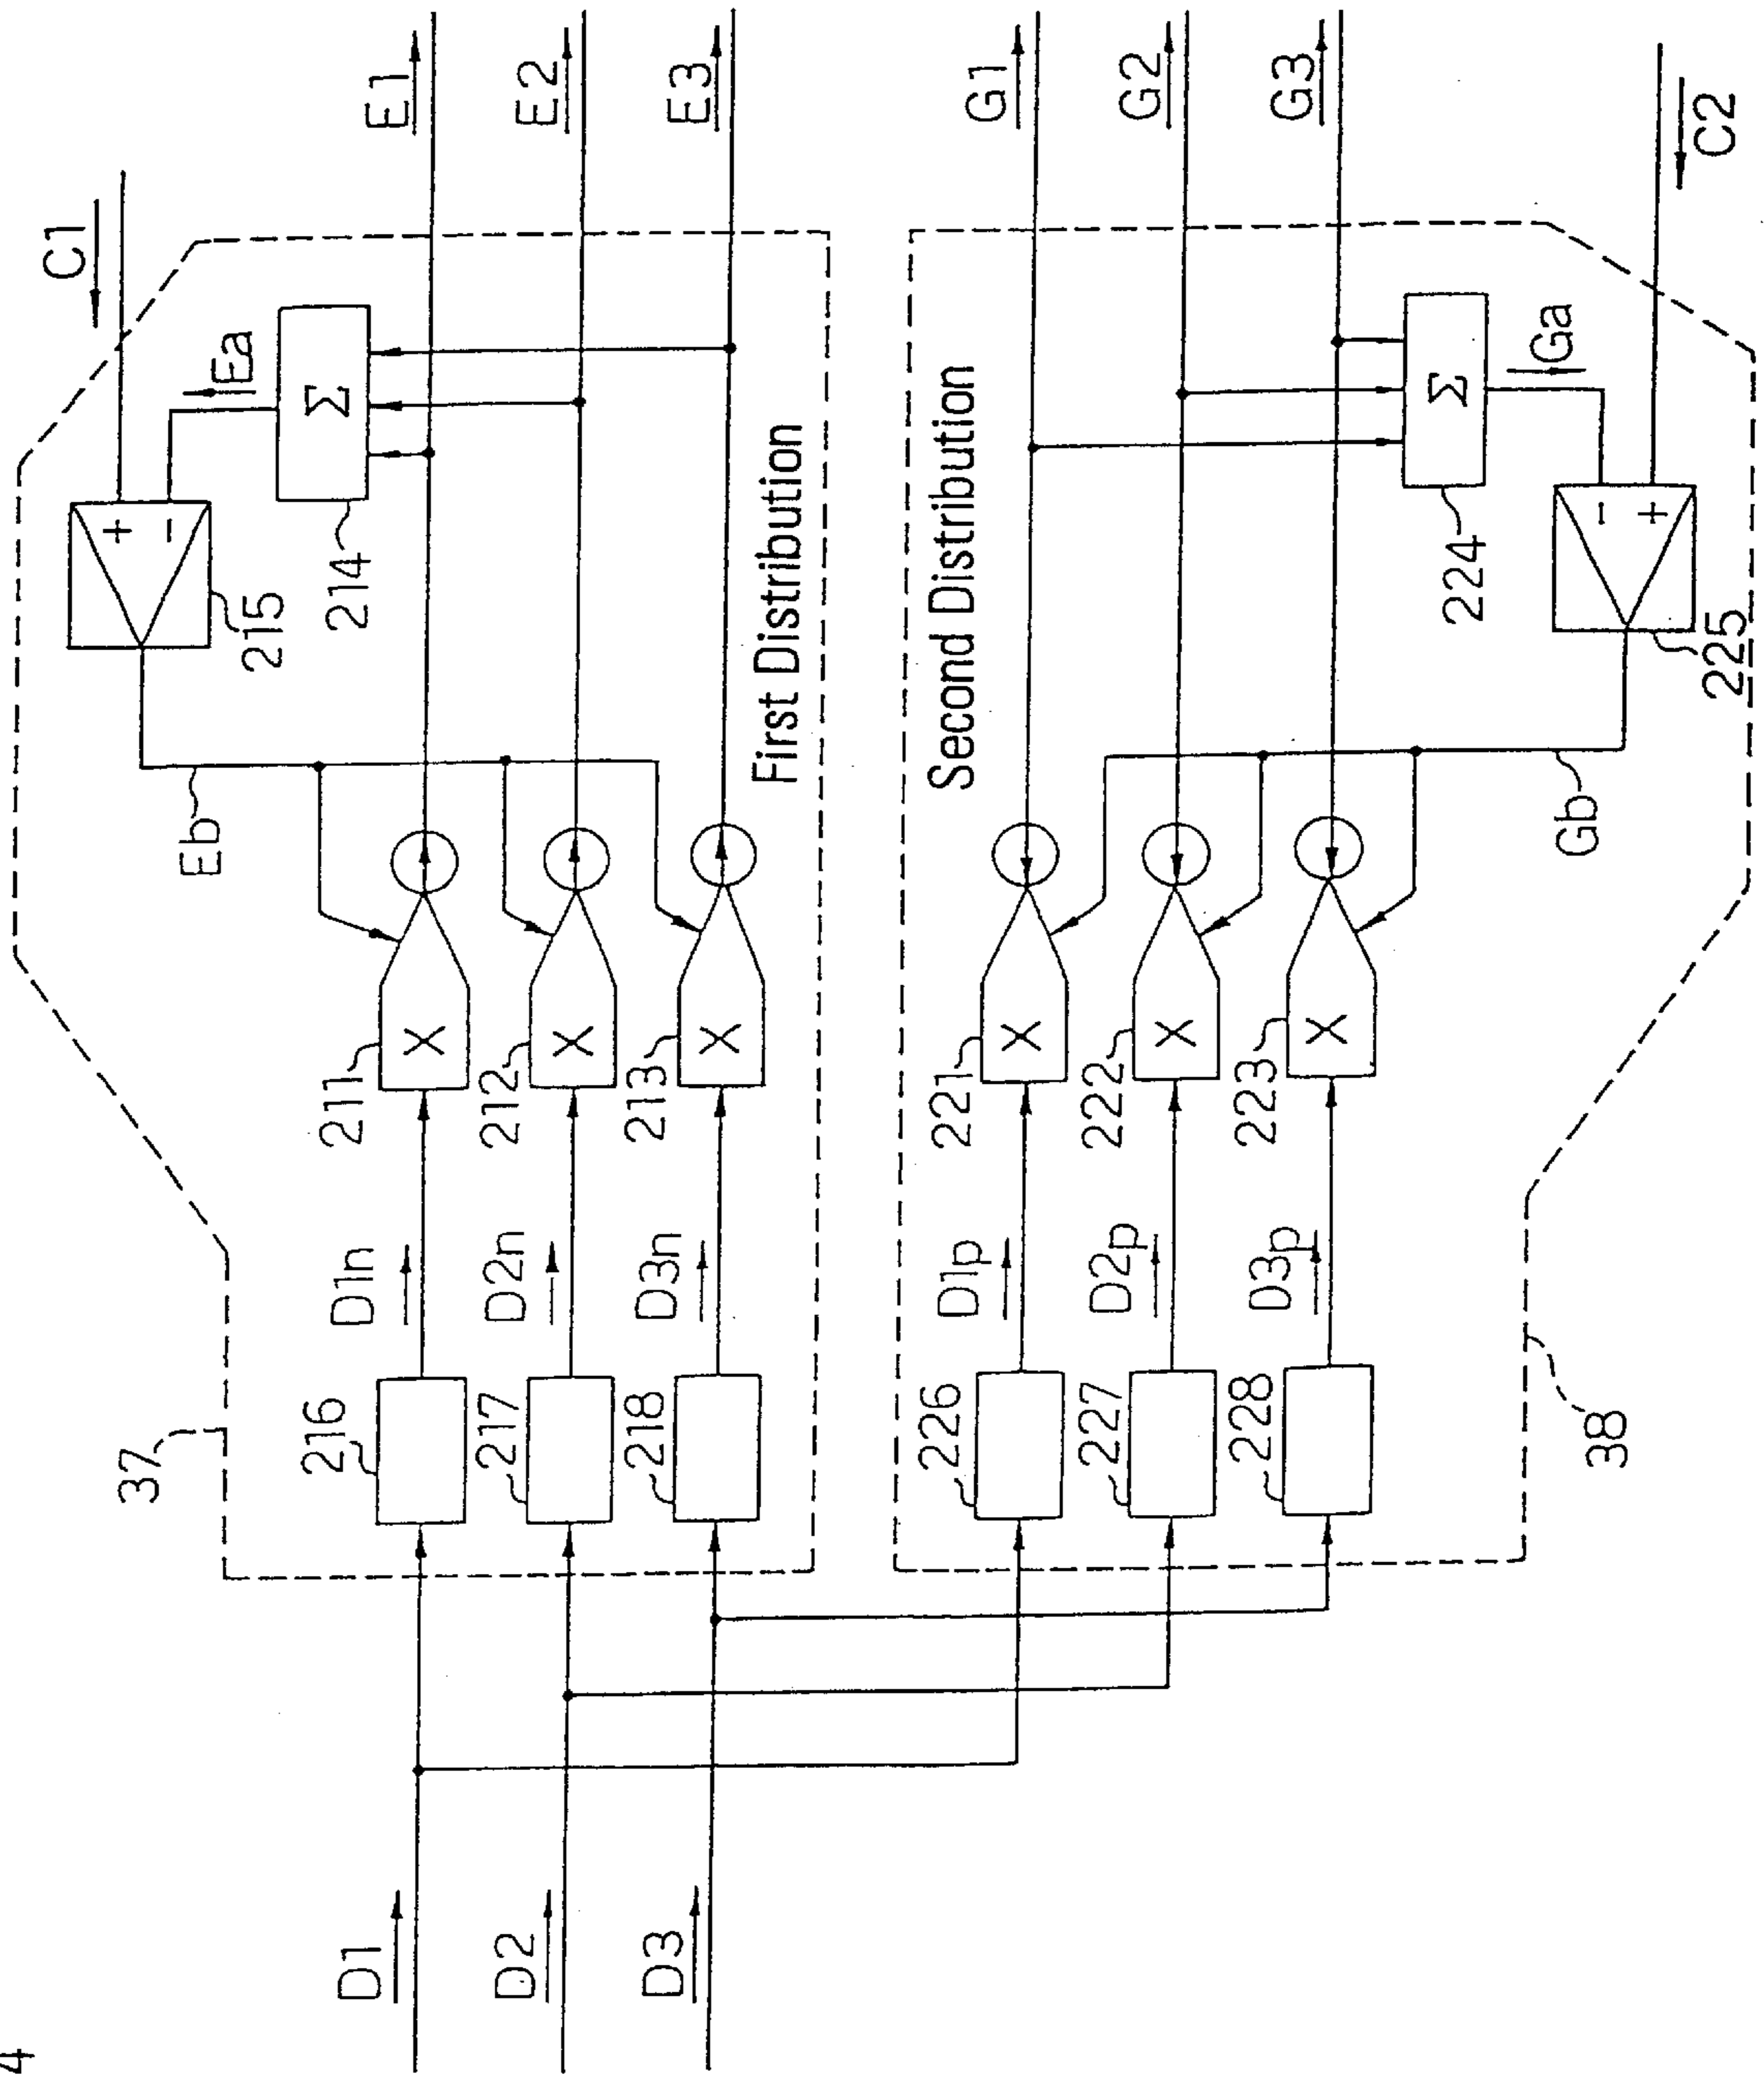 4
37
C1
Eb
215
Ea
+
−
Σ
214
E1
E2
E3
D1
D2
D3
216
217
218
D1n
D2n
D3n
211
212
213
X
X
X
First Distribution
Second Distribution
226
227
228
D1p
D2p
D3p
221
222
223
X
X
X
G1
G2
G3
Σ
224
Ga
−
+
225
Gb
C2
38